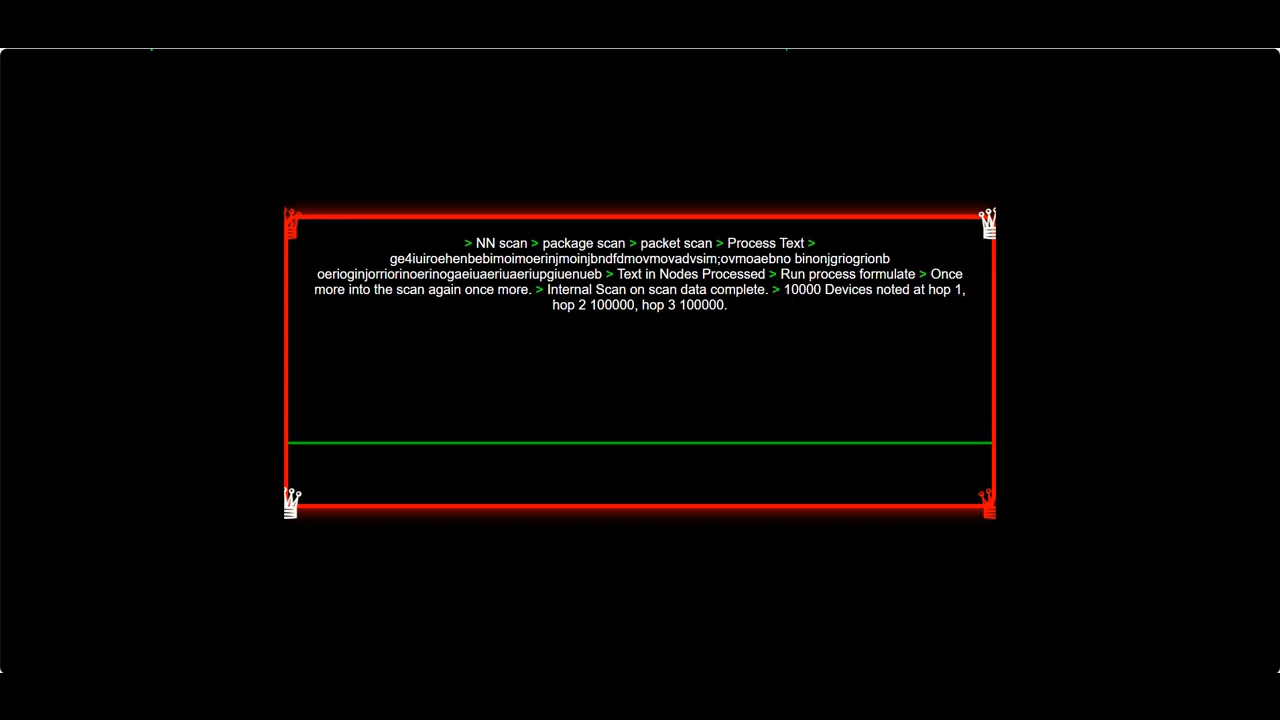 > NN scan > package scan > packet scan > Process Text >
ge4iuiroehenbebimoimoerinjmoinjbndfdmovmovadvsim;ovmoaebno binonjgriogrionb
oerioginjorriorinoerinogaeiuaeriuaeriupgiuenueb > Text in Nodes Processed > Run process formulate > Once
more into the scan again once more. > Internal Scan on scan data complete. > 10000 Devices noted at hop 1,
hop 2 100000, hop 3 100000.